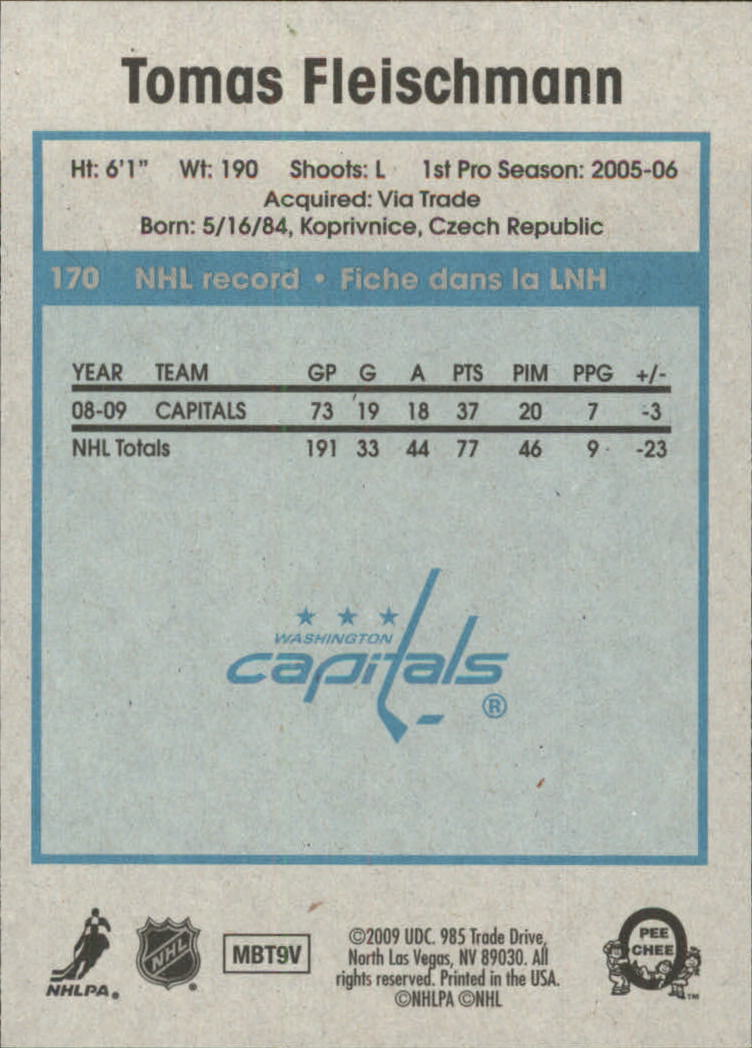 Tomas Fleischmann
Ht: 6'1" Wt: 190 Shoots: L 1st Pro Season: 2005-06
Acquired: Via Trade
Born: 5/16/84, Koprivnice, Czech Republic
170 NHL record • Fiche dans la LNH
YEAR TEAM GP G A PTS PIM PPG +/-
08-09 CAPITALS 73 19 18 37 20 7 -3
NHL Totals 191 33 44 77 46 9 -23
WASHINGTON
capitals
®
NHLPA®
NHL®
MBT9V
©2009 UDC. 985 Trade Drive,
North Las Vegas, NV 89030. All
rights reserved. Printed in the USA.
©NHLPA ©NHL
O
PEE
CHEE
™